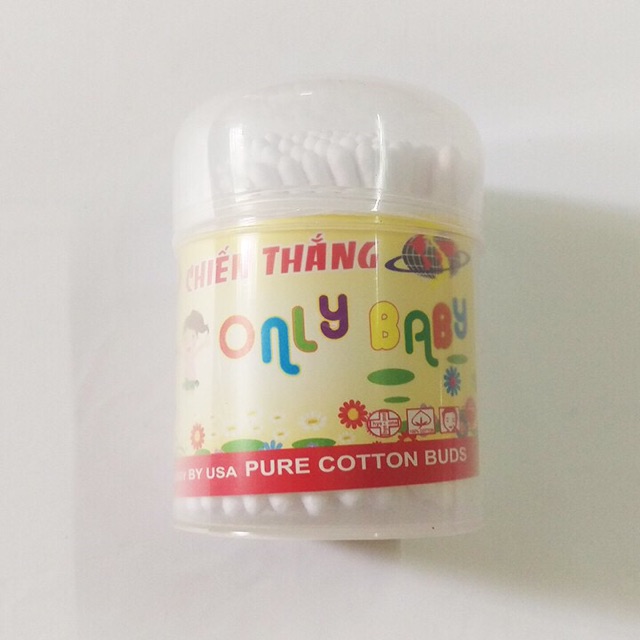 CHIẾN THẮNG
ONLY BABY
BY USA PURE COTTON BUDS